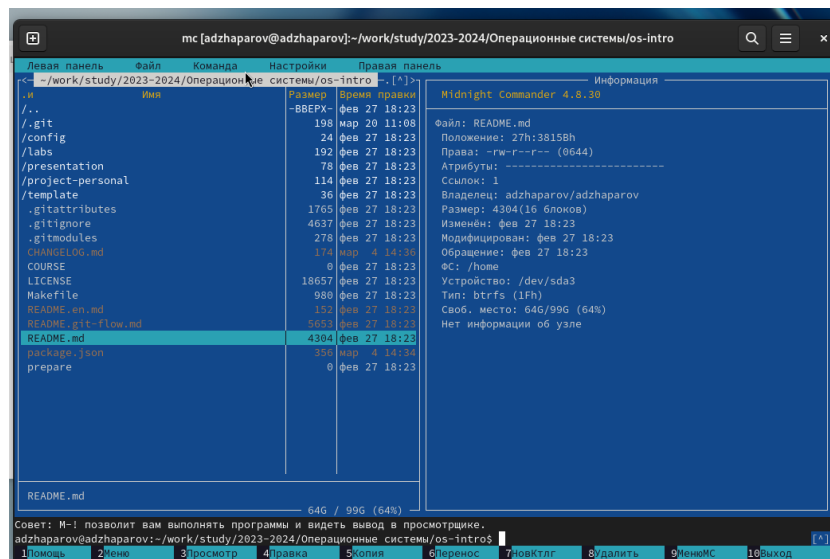 mc [adzhaparov@adzhaparov]:~/work/study/2023-2024/Операционные системы/os-intro
Левая панель Файл Команда Настройки Правая панель
<— ~/work/study/2023-2024/Операционные системы/os-intro —.[^]>
.и Имя Размер Время правки
/.. -ВВЕРХ- фев 27 18:23
/.git 198 мар 20 11:08
/config 24 фев 27 18:23
/labs 192 фев 27 18:23
/presentation 78 фев 27 18:23
/project-personal 114 фев 27 18:23
/template 36 фев 27 18:23
.gitattributes 1765 фев 27 18:23
.gitignore 4637 фев 27 18:23
.gitmodules 278 фев 27 18:23
CHANGELOG.md 174 мар 4 14:36
COURSE 0 фев 27 18:23
LICENSE 18657 фев 27 18:23
Makefile 980 фев 27 18:23
README.en.md 152 фев 27 18:23
README.git-flow.md 5653 фев 27 18:23
README.md 4304 фев 27 18:23
package.json 356 мар 4 14:34
prepare 0 фев 27 18:23
README.md
64G / 99G (64%)
Информация
Midnight Commander 4.8.30
Файл: README.md
Положение: 27h:3815Bh
Права: -rw-r--r-- (0644)
Атрибуты: ------------------------
Ссылок: 1
Владелец: adzhaparov/adzhaparov
Размер: 4304(16 блоков)
Изменён: фев 27 18:23
Модифицирован: фев 27 18:23
Обращение: фев 27 18:23
ФС: /home
Устройство: /dev/sda3
Тип: btrfs (1Fh)
Своб. место: 64G/99G (64%)
Нет информации об узле
Совет: M-! позволит вам выполнять программы и видеть вывод в просмотрщике.
adzhaparov@adzhaparov:~/work/study/2023-2024/Операционные системы/os-intro$ [^]
1Помощь 2Меню 3Просмотр 4Правка 5Копия 6Перенос 7НовКтлг 8Удалить 9МенюМС 10Выход